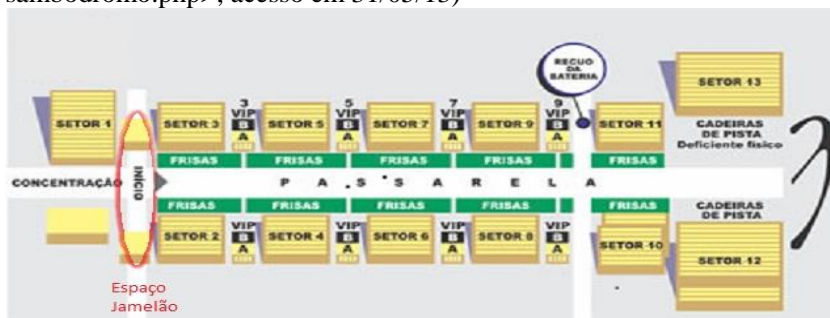 sambodromo.php>, acesso em 31/03/13)
RECUO DA BATERIA
SETOR 13
3 5 7 9
VIP VIP VIP VIP
B B B B
A A A A
SETOR 1 SETOR 3 SETOR 5 SETOR 7 SETOR 9 SETOR 11
CADEIRAS DE PISTA
Deficiente físico
FRISAS FRISAS FRISAS FRISAS FRISAS
CONCENTRAÇÃO INÍCIO PASSARELA
FRISAS FRISAS FRISAS FRISAS FRISAS
CADEIRAS DE PISTA
VIP VIP VIP VIP
B B B B
A A A A
SETOR 2 SETOR 4 SETOR 6 SETOR 8 SETOR 10
SETOR 12
Espaço
Jamelão